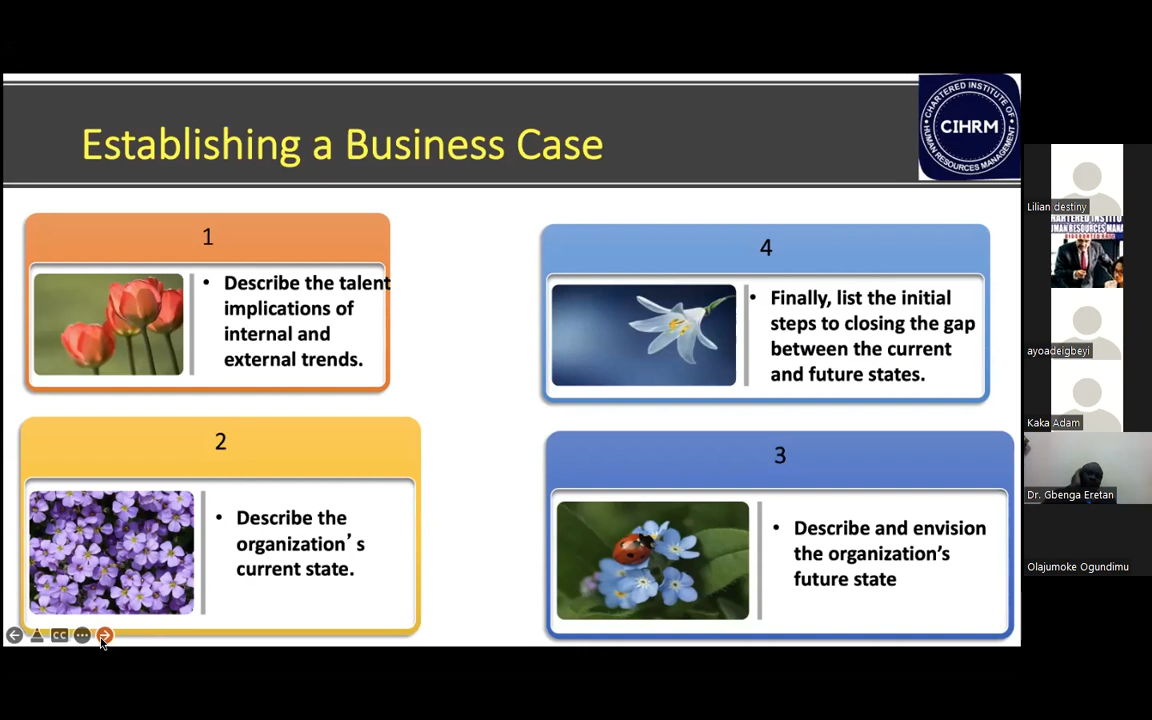 Establishing a Business Case
CHARTERED INSTITUTE OF
HUMAN RESOURCES MANAGEMENT
CIHRM
1
• Describe the talent
implications of
internal and
external trends.
2
• Describe the
organization’ s
current state.
4
• Finally, list the initial
steps to closing the gap
between the current
and future states.
3
• Describe and envision
the organization’s
future state
CC
Lilian destiny
ayoadeigbeyi
Kaka Adam
Dr. Gbenga Eretan
Olajumoke Ogundimu